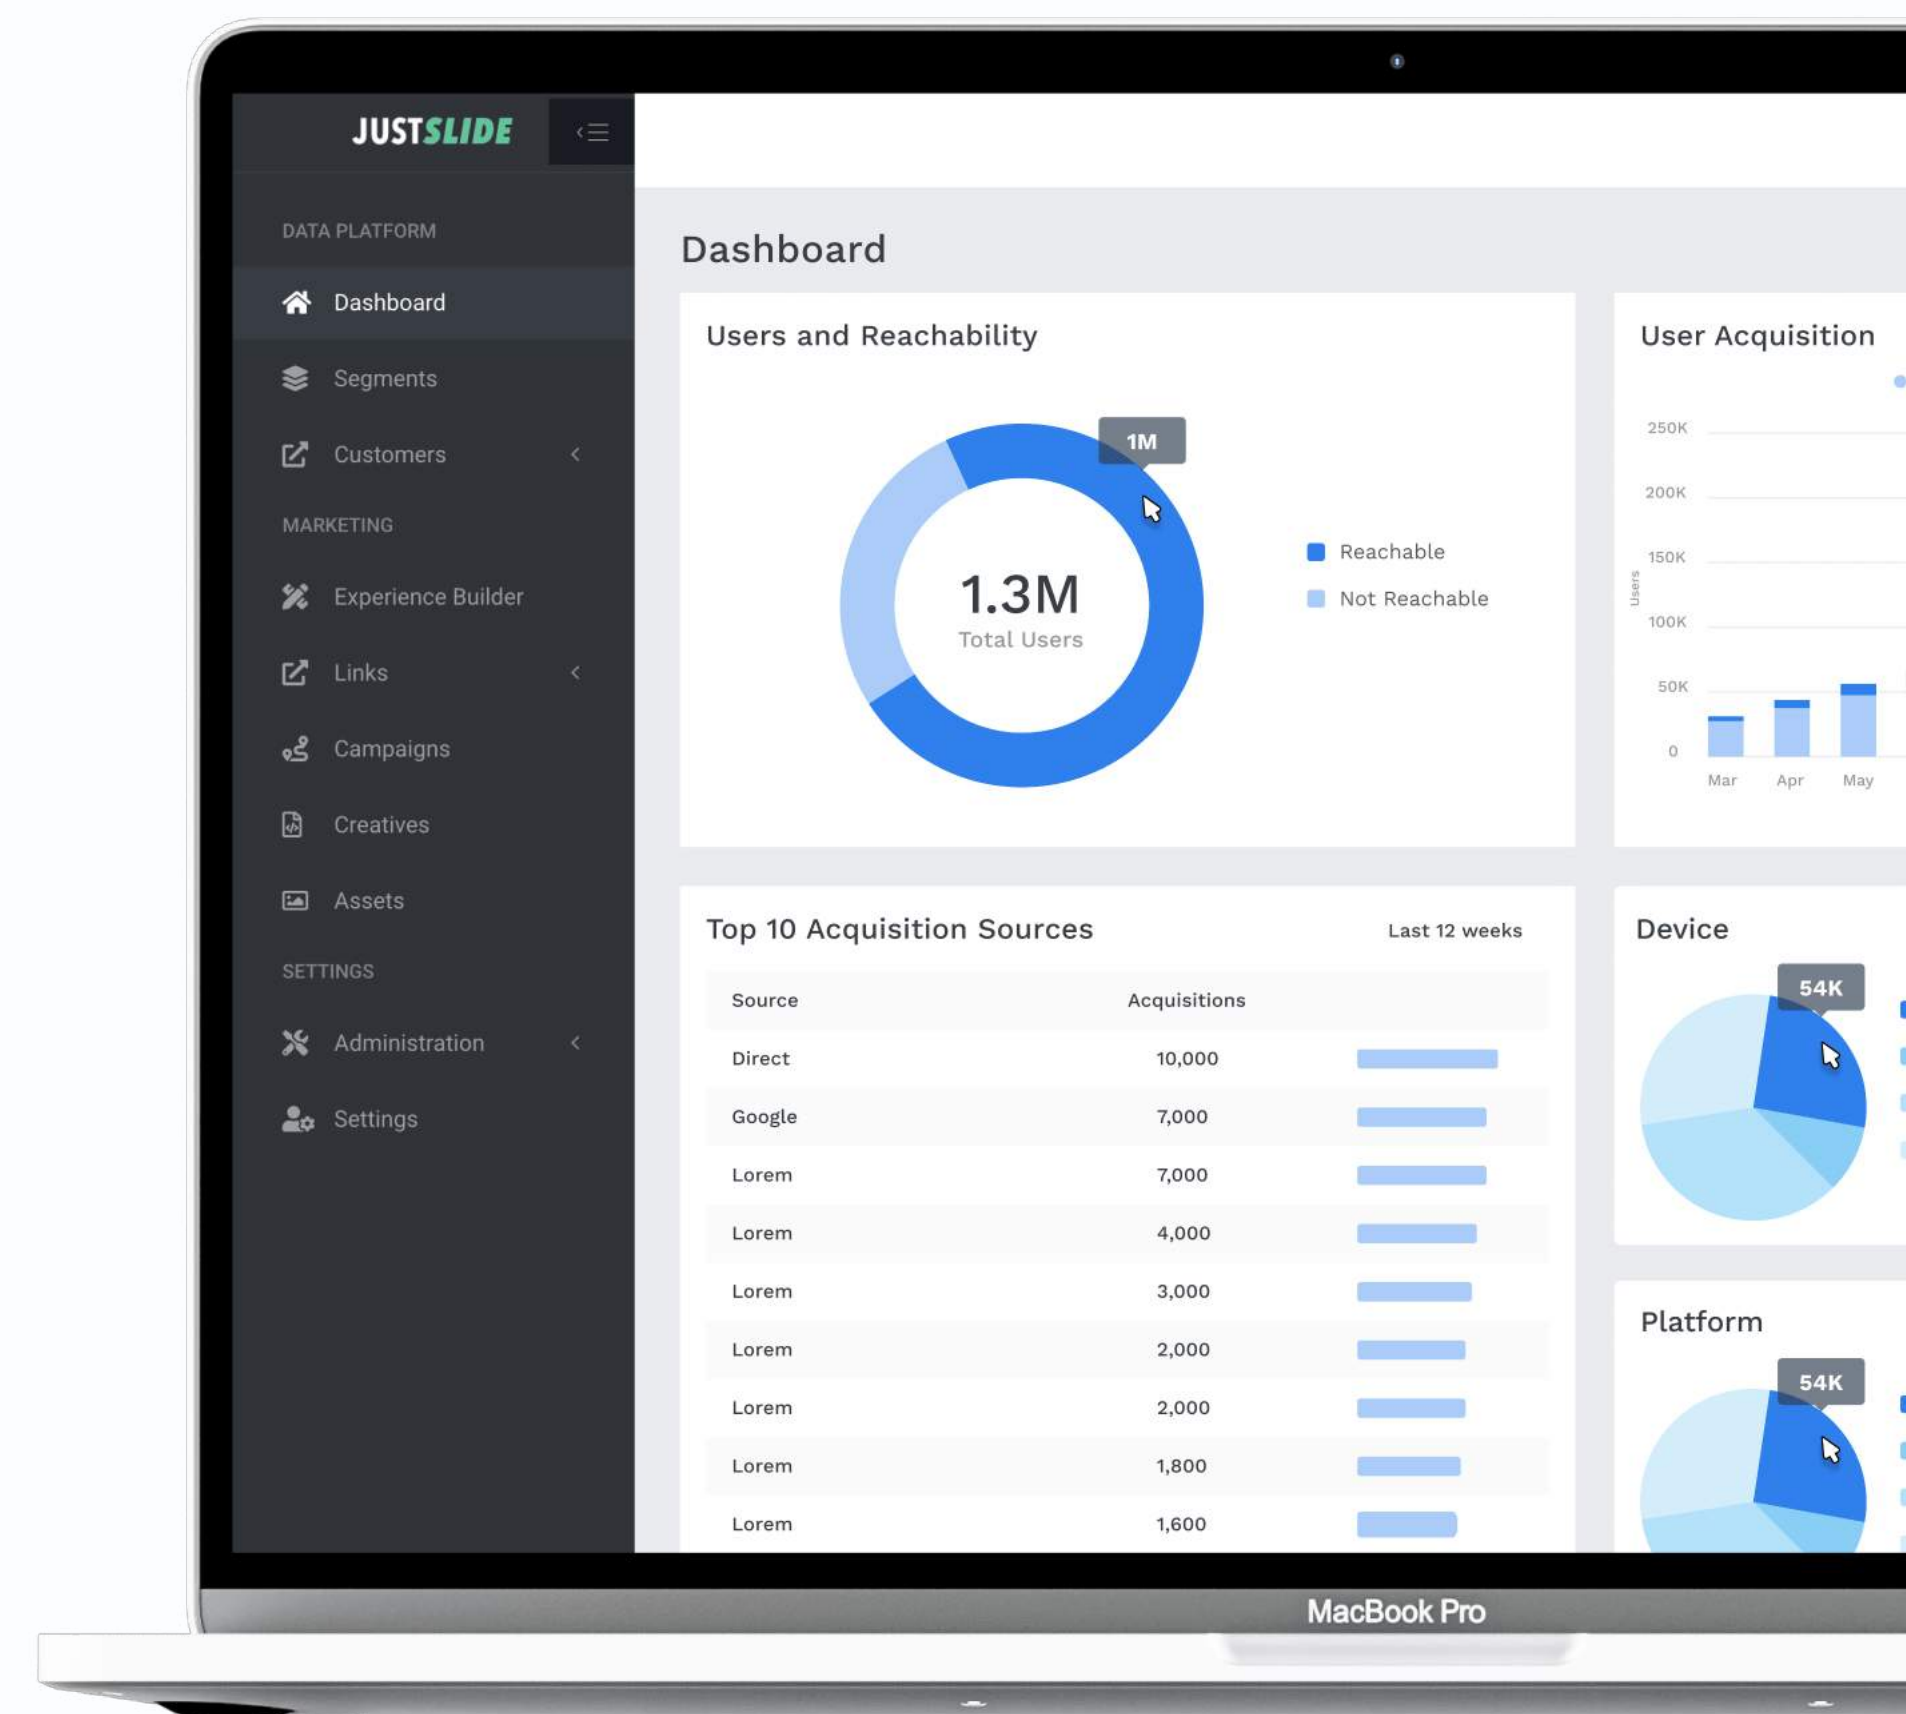 JUSTSLIDE
DATA PLATFORM
Dashboard
Segments
Customers
MARKETING
Experience Builder
Links
Campaigns
Creatives
Assets
SETTINGS
Administration
Settings
Dashboard
Users and Reachability
1M
1.3M
Total Users
Reachable
Not Reachable
User Acquisition
250K
200K
150K
100K
50K
0
Users
Mar Apr May
Top 10 Acquisition Sources Last 12 weeks
Source Acquisitions
Direct 10,000
Google 7,000
Lorem 7,000
Lorem 4,000
Lorem 3,000
Lorem 2,000
Lorem 2,000
Lorem 1,800
Lorem 1,600
Device
54K
Platform
54K
MacBook Pro